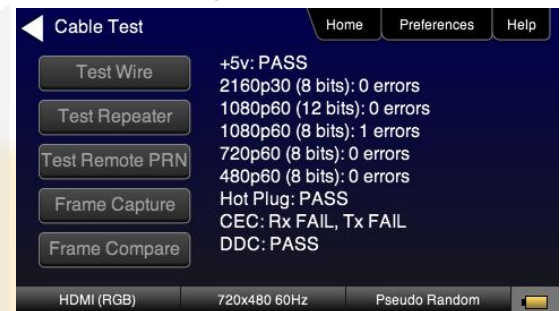 Cable Test
Home
Preferences
Help
Test Wire
Test Repeater
Test Remote PRN
Frame Capture
Frame Compare
+5v: PASS
2160p30 (8 bits): 0 errors
1080p60 (12 bits): 0 errors
1080p60 (8 bits): 1 errors
720p60 (8 bits): 0 errors
480p60 (8 bits): 0 errors
Hot Plug: PASS
CEC: Rx FAIL, Tx FAIL
DDC: PASS
HDMI (RGB)
720x480 60Hz
Pseudo Random